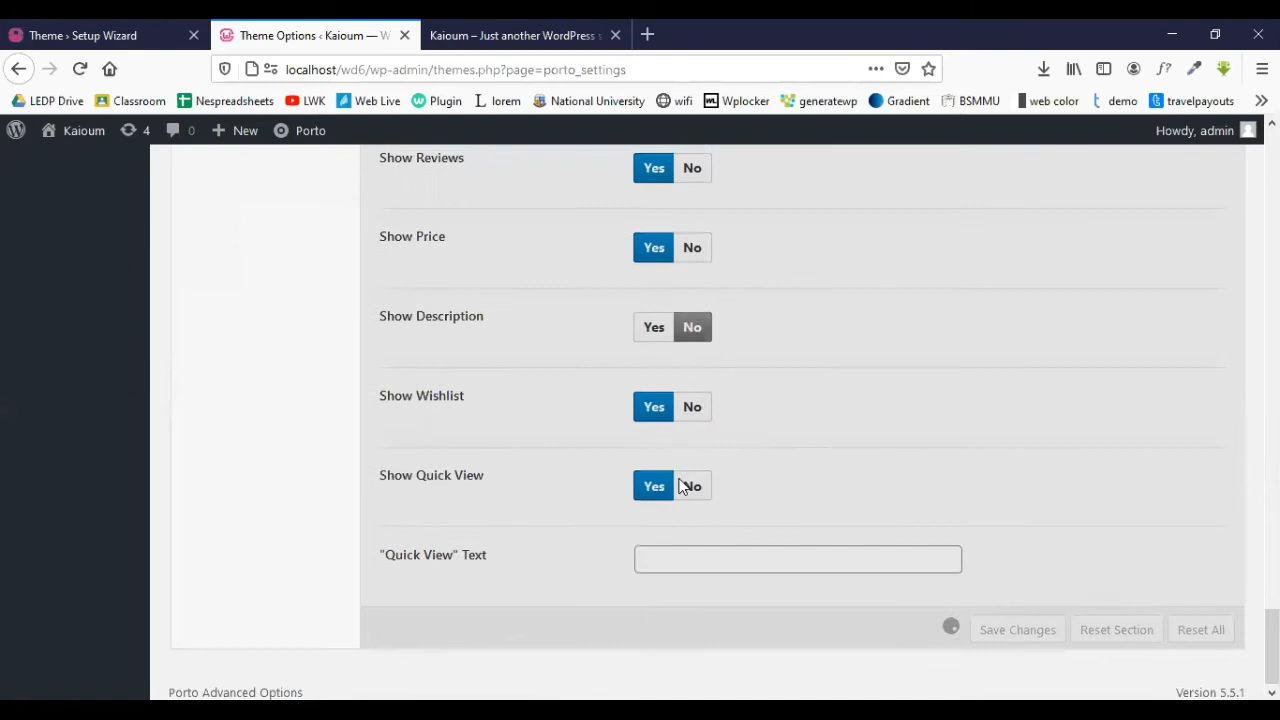 Theme › Setup Wizard
Theme Options ‹ Kaioum — W
Kaioum – Just another WordPress s
localhost/wd6/wp-admin/themes.php?page=porto_settings
LEDP Drive Classroom Nespreadsheets LWK Web Live Plugin lorem National University wifi Wplocker generatewp Gradient BSMMU web color demo travelpayouts
Kaioum 4 0 New Porto Howdy, admin
Show Reviews Yes No
Show Price Yes No
Show Description Yes No
Show Wishlist Yes No
Show Quick View Yes No
"Quick View" Text
Save Changes Reset Section Reset All
Porto Advanced Options Version 5.5.1